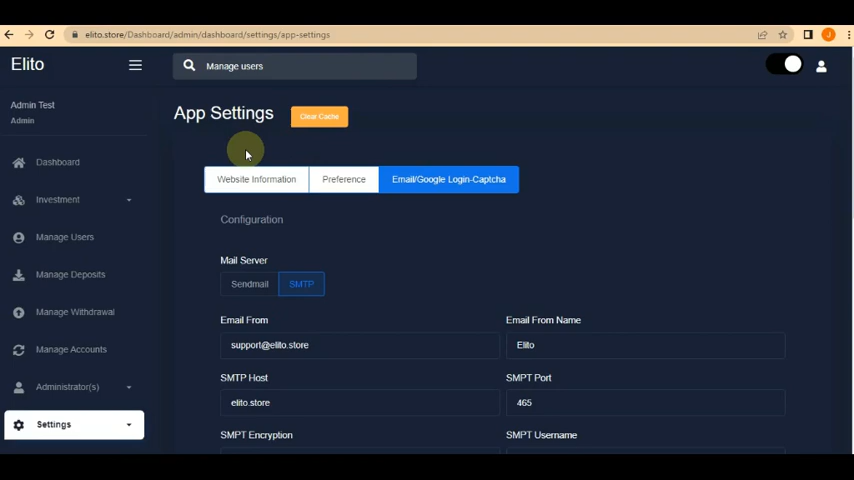 elito.store/Dashboard/admin/dashboard/settings/app-settings
J
Elito
Manage users
Admin Test
Admin
App Settings
Clear Cache
Dashboard
Investment
Manage Users
Manage Deposits
Manage Withdrawal
Manage Accounts
Administrator(s)
Settings
Website Information
Preference
Email/Google Login-Captcha
Configuration
Mail Server
Sendmail
SMTP
Email From
Email From Name
support@elito.store
Elito
SMTP Host
SMPT Port
elito.store
465
SMPT Encryption
SMPT Username